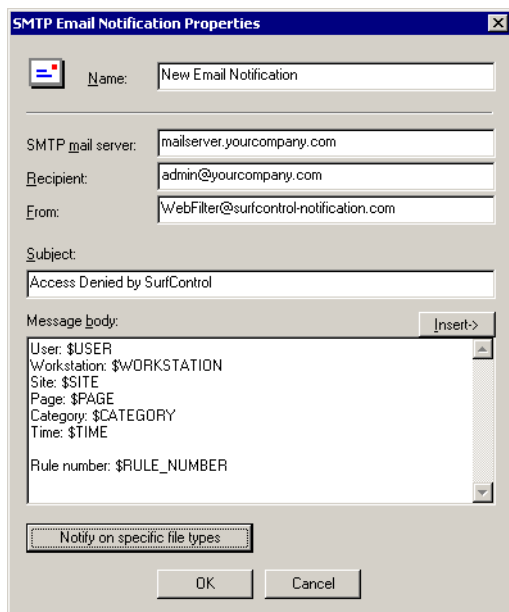 SMTP Email Notification Properties
Name: New Email Notification
SMTP mail server: mailserver.yourcompany.com
Recipient: admin@yourcompany.com
From: WebFilter@surfcontrol-notification.com
Subject:
Access Denied by SurfControl
Message body: Insert->
User: $USER
Workstation: $WORKSTATION
Site: $SITE
Page: $PAGE
Category: $CATEGORY
Time: $TIME
Rule number: $RULE_NUMBER
Notify on specific file types
OK Cancel